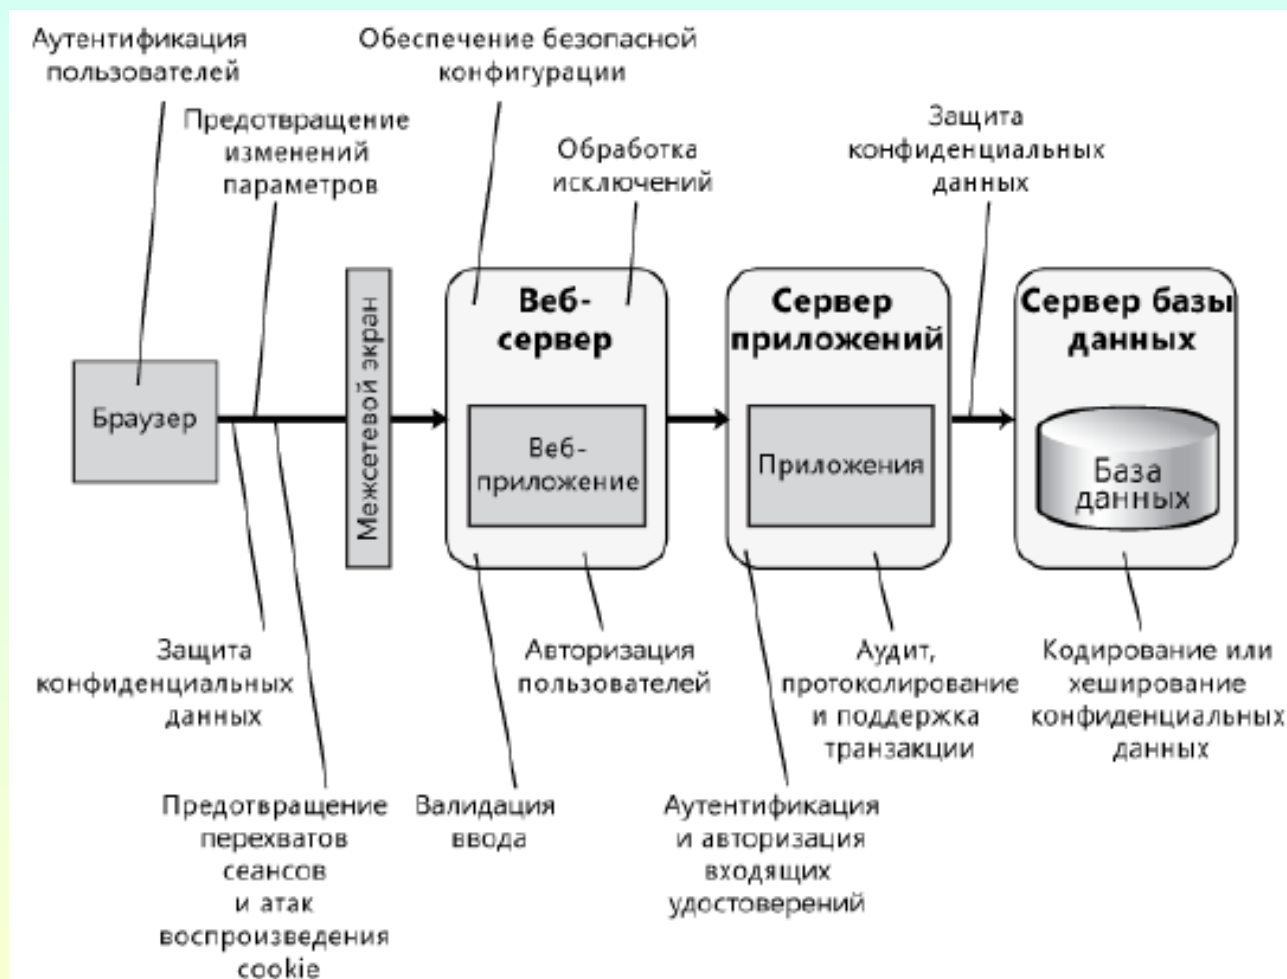 Аутентификация
пользователей
Обеспечение безопасной
конфигурации
Предотвращение
изменений
параметров
Обработка
исключений
Защита
конфиденциальных
данных
Браузер
Межсетевой экран
Веб-
сервер
Веб-
приложение
Сервер
приложений
Приложения
Сервер базы
данных
База
данных
Защита
конфиденциальных
данных
Авторизация
пользователей
Аудит,
протоколирование
и поддержка
транзакции
Кодирование или
хеширование
конфиденциальных
данных
Предотвращение
перехватов
сеансов
и атак
воспроизведения
cookie
Валидация
ввода
Аутентификация
и авторизация
входящих
удостоверений